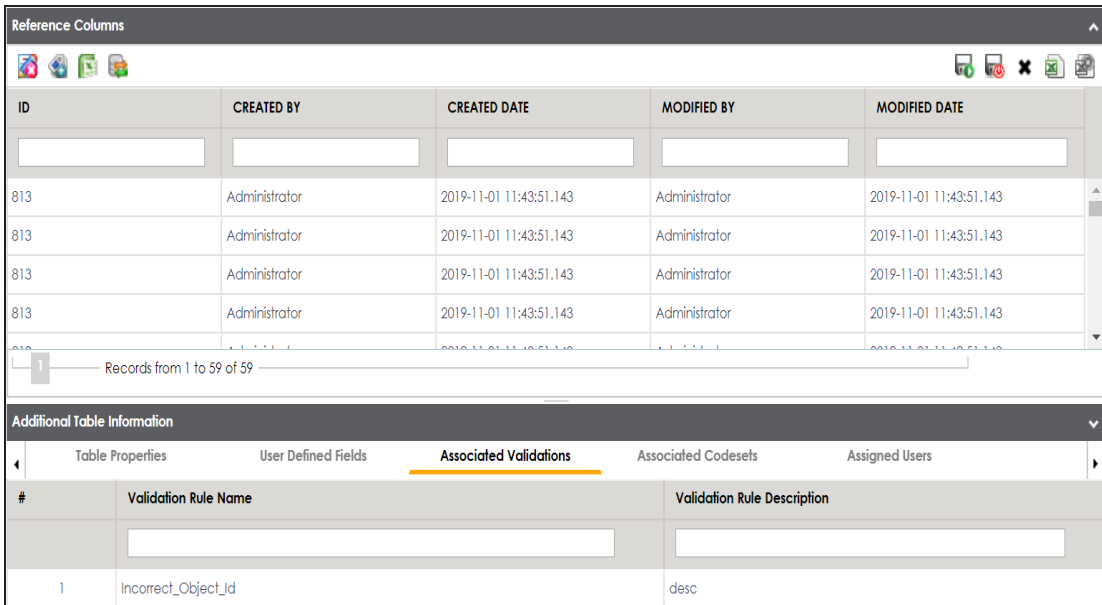 Reference Columns
ID CREATED BY CREATED DATE MODIFIED BY MODIFIED DATE
813 Administrator 2019-11-01 11:43:51.143 Administrator 2019-11-01 11:43:51.143
813 Administrator 2019-11-01 11:43:51.143 Administrator 2019-11-01 11:43:51.143
813 Administrator 2019-11-01 11:43:51.143 Administrator 2019-11-01 11:43:51.143
813 Administrator 2019-11-01 11:43:51.143 Administrator 2019-11-01 11:43:51.143
1 Records from 1 to 59 of 59
Additional Table Information
Table Properties User Defined Fields Associated Validations Associated Codesets Assigned Users
# Validation Rule Name Validation Rule Description
1 Incorrect_Object_Id desc